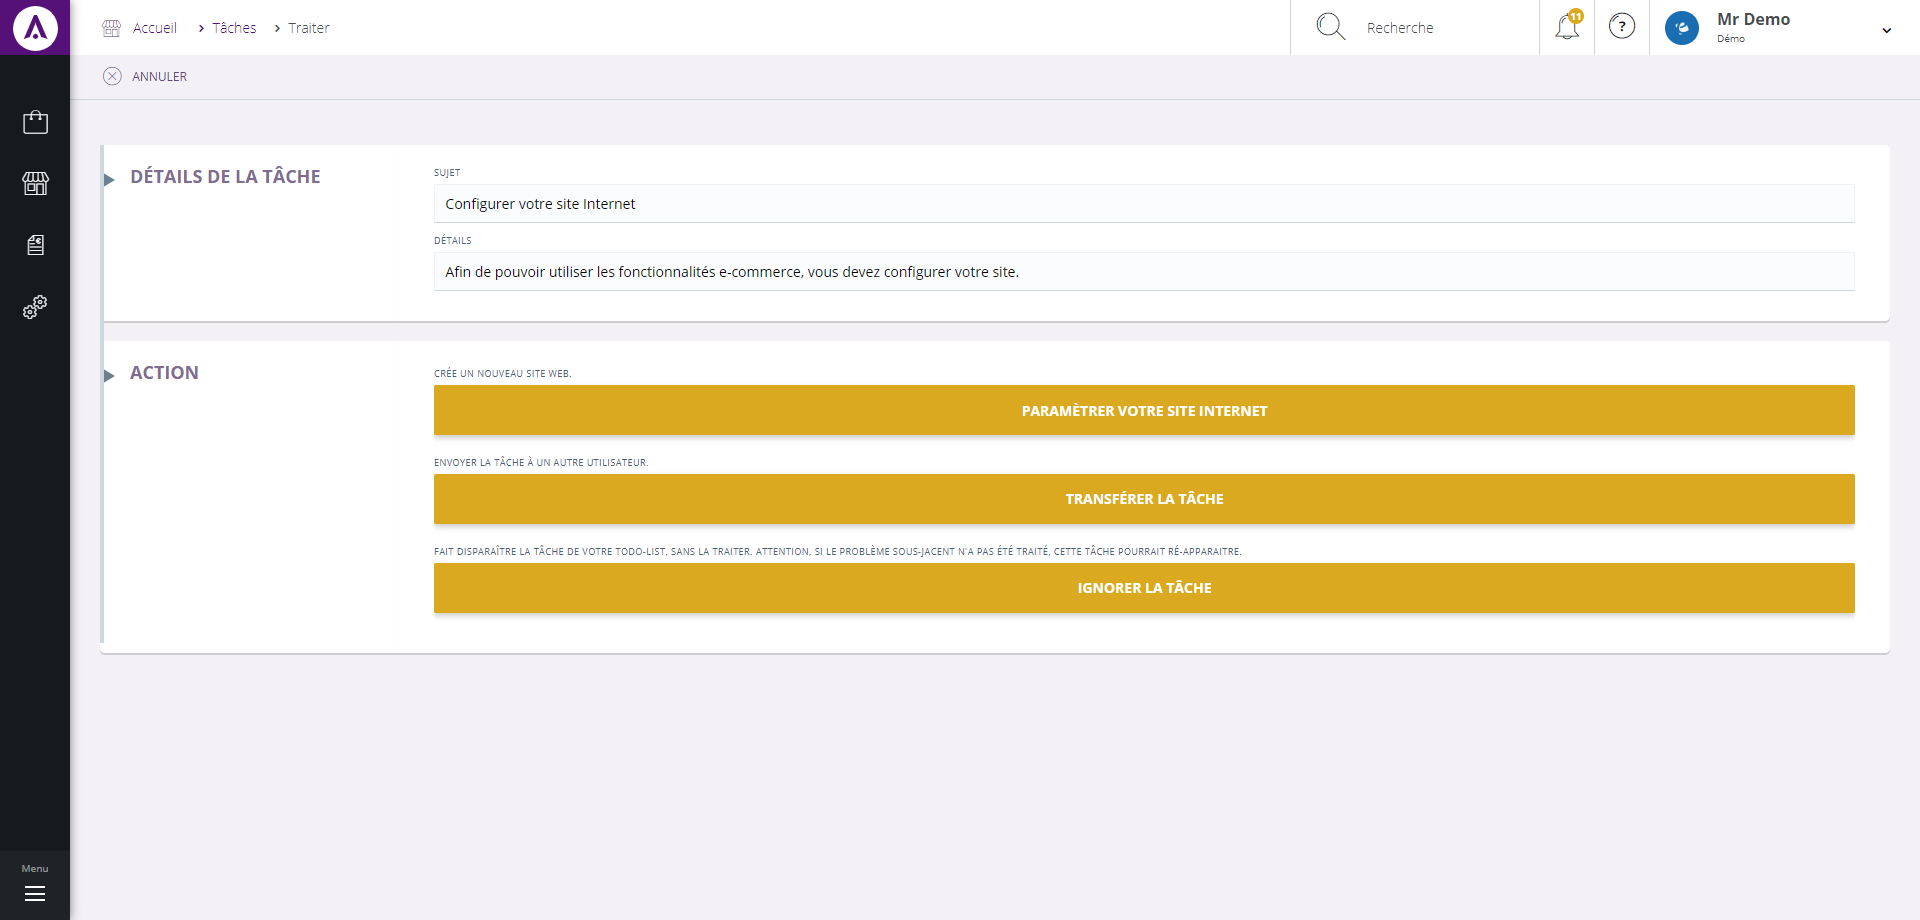 Accueil > Tâches > Traiter
Recherche
11
?
Mr Demo
Démo
ANNULER
DÉTAILS DE LA TÂCHE
SUJET
Configurer votre site Internet
DÉTAILS
Afin de pouvoir utiliser les fonctionnalités e-commerce, vous devez configurer votre site.
ACTION
CRÉE UN NOUVEAU SITE WEB.
PARAMÈTRER VOTRE SITE INTERNET
ENVOYER LA TÂCHE À UN AUTRE UTILISATEUR.
TRANSFÉRER LA TÂCHE
FAIT DISPARAÎTRE LA TÂCHE DE VOTRE TODO-LIST, SANS LA TRAITER. ATTENTION, SI LE PROBLÈME SOUS-JACENT N'A PAS ÉTÉ TRAITÉ, CETTE TÂCHE POURRAIT RÉ-APPARAITRE.
IGNORER LA TÂCHE
Menu